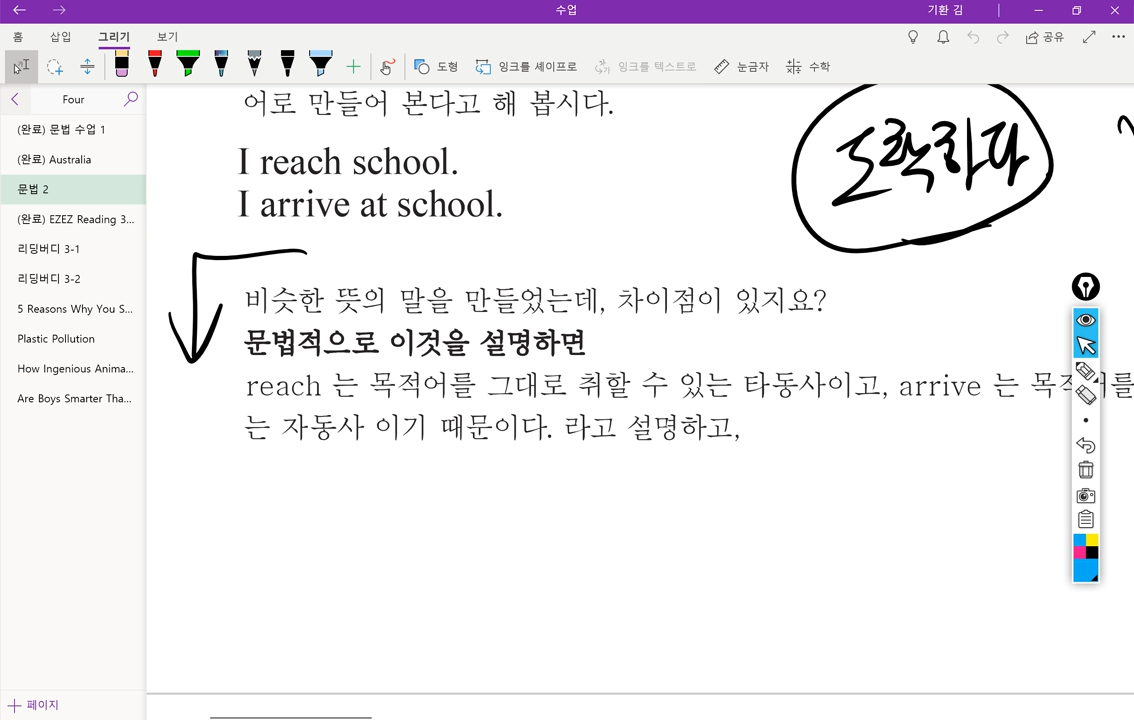 수업
기환 김
홈 삽입 그리기 보기
공유
도형 잉크를 셰이프로 잉크를 텍스트로 눈금자 수학
Four
(완료) 문법 수업 1
(완료) Australia
문법 2
(완료) EZEZ Reading 3...
리딩버디 3-1
리딩버디 3-2
5 Reasons Why You S...
Plastic Pollution
How Ingenious Anima...
Are Boys Smarter Tha...
페이지
어로 만들어 본다고 해 봅시다.
I reach school.
I arrive at school.
도착하다
비슷한 뜻의 말을 만들었는데, 차이점이 있지요?
문법적으로 이것을 설명하면
reach 는 목적어를 그대로 취할 수 있는 타동사이고, arrive 는 목적어를
는 자동사 이기 때문이다. 라고 설명하고,